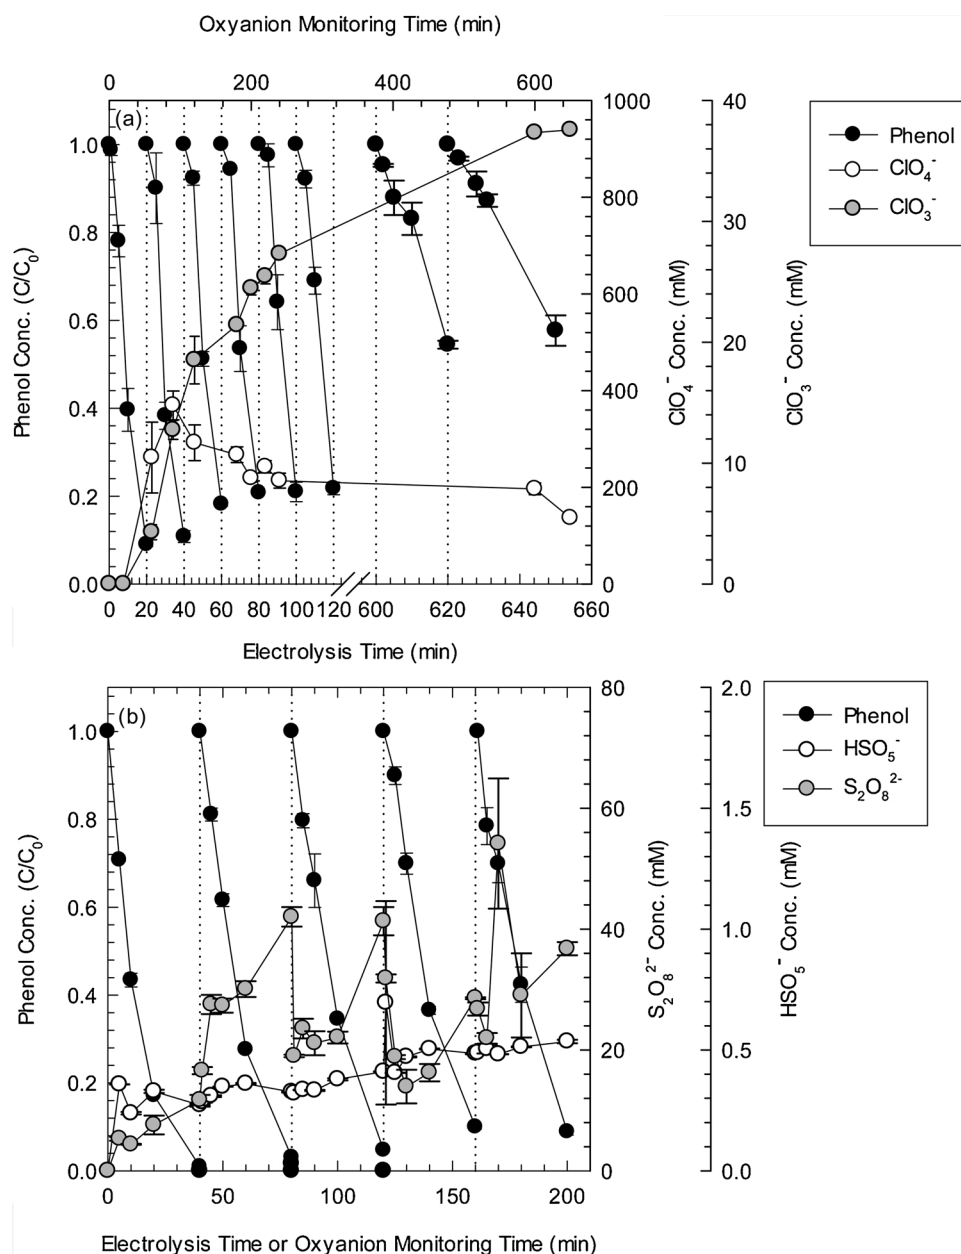 Oxyanion Monitoring Time (min)
0 200 400 600
(a)
1.0
0.8
0.6
0.4
0.2
0.0
Phenol Conc. (C/C₀)
1000
800
600
400
200
0
ClO₄⁻ Conc. (mM)
40
30
20
10
0
ClO₃⁻ Conc. (mM)
Phenol
ClO₄⁻
ClO₃⁻
0 20 40 60 80 100 120 600 620 640 660
Electrolysis Time (min)
(b)
1.0
0.8
0.6
0.4
0.2
0.0
Phenol Conc. (C/C₀)
80
60
40
20
0
S₂O₈²⁻ Conc. (mM)
2.0
1.5
1.0
0.5
0.0
HSO₅⁻ Conc. (mM)
Phenol
HSO₅⁻
S₂O₈²⁻
0 50 100 150 200
Electrolysis Time or Oxyanion Monitoring Time (min)